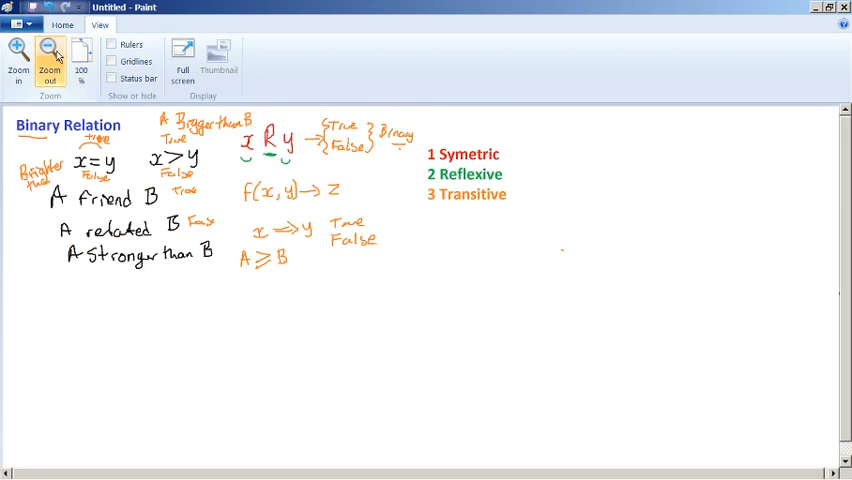 Untitled - Paint
Home
View
Zoom in
Zoom out
100 %
Rulers
Gridlines
Status bar
Full screen
Thumbnail
Zoom
Show or hide
Display
Binary Relation
True
x = y
False
Brighter than
A Bigger than B
True
x > y
False
x R y → { True False } Binary
A friend B True
f(x, y) → z
A related B
x ⇒ y True
False
A Stronger than B
A ≥ B
1 Symetric
2 Reflexive
3 Transitive